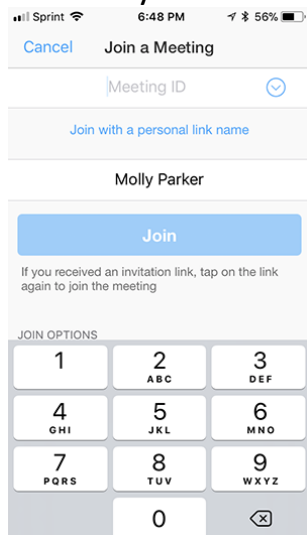 Sprint 6:48 PM 56%
Cancel Join a Meeting
Meeting ID
Join with a personal link name
Molly Parker
Join
If you received an invitation link, tap on the link
again to join the meeting
JOIN OPTIONS
1 2 3
ABC DEF
4 5 6
GHI JKL MNO
7 8 9
PQRS TUV WXYZ
0